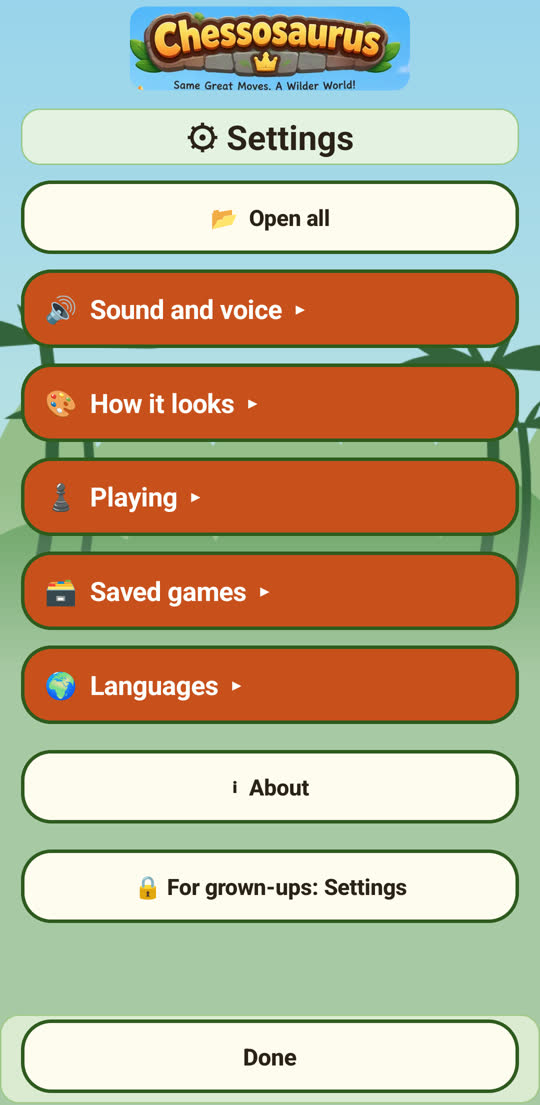 Chessosaurus
Same Great Moves. A Wilder World!
⚙ Settings
📂 Open all
🔊 Sound and voice ▸
🎨 How it looks ▸
♟ Playing ▸
🗃 Saved games ▸
🌍 Languages ▸
i About
🔒 For grown-ups: Settings
Done